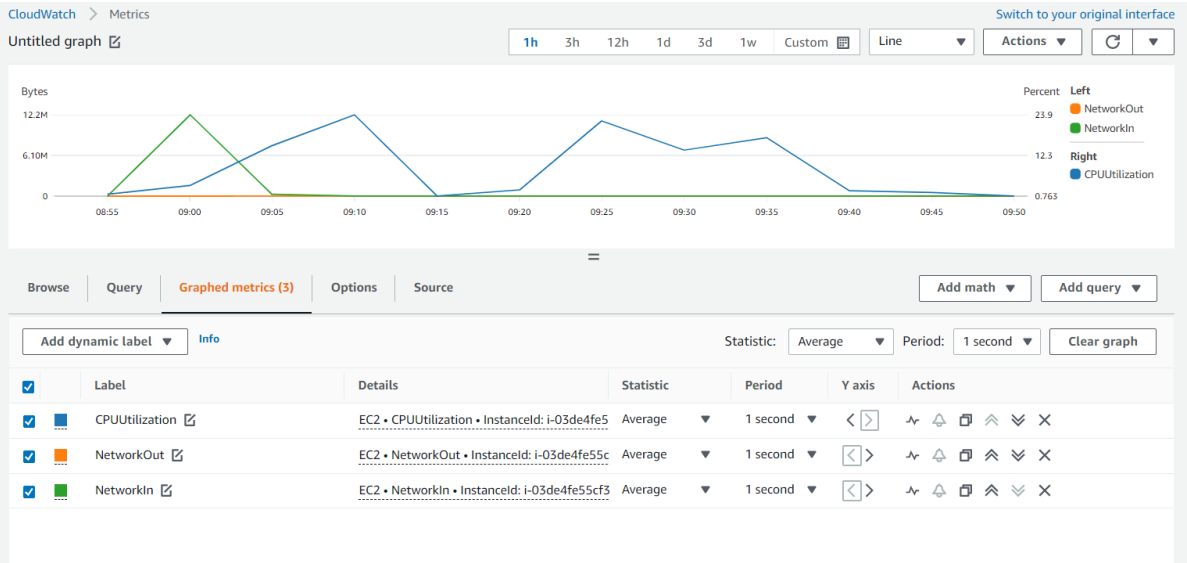 CloudWatch > Metrics
Switch to your original interface
Untitled graph
1h 3h 12h 1d 3d 1w Custom Line Actions
Bytes Percent Left
NetworkOut
12.2M 23.9
NetworkIn
6.10M 12.3 Right
CPUUtilization
0 0.763
08:55 09:00 09:05 09:10 09:15 09:20 09:25 09:30 09:35 09:40 09:45 09:50
=
Browse Query Graphed metrics (3) Options Source Add math Add query
Add dynamic label Info Statistic: Average Period: 1 second Clear graph
Label Details Statistic Period Y axis Actions
CPUUtilization EC2 • CPUUtilization • InstanceId: i-03de4fe5 Average 1 second < >
NetworkOut EC2 • NetworkOut • InstanceId: i-03de4fe55c Average 1 second < >
NetworkIn EC2 • NetworkIn • InstanceId: i-03de4fe55cf3 Average 1 second < >